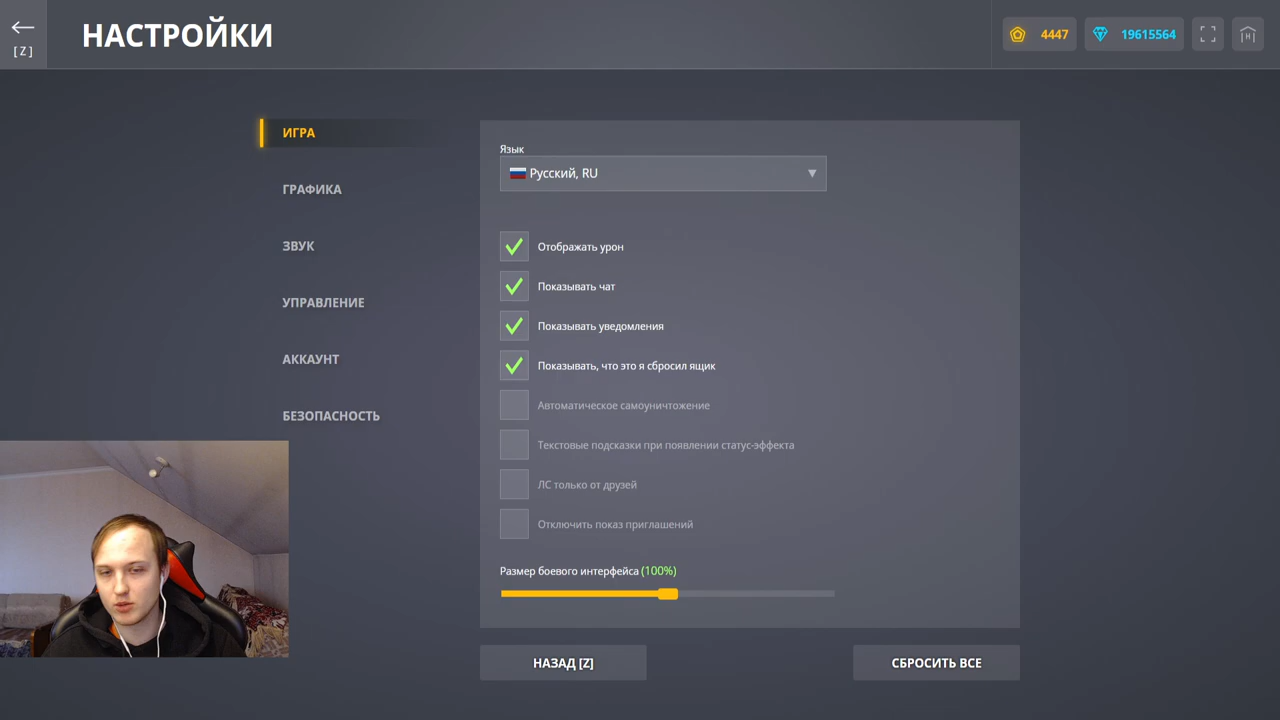 [Z]
НАСТРОЙКИ
4447
19615564
ИГРА
ГРАФИКА
ЗВУК
УПРАВЛЕНИЕ
АККАУНТ
БЕЗОПАСНОСТЬ
Язык
Русский, RU
Отображать урон
Показывать чат
Показывать уведомления
Показывать, что это я сбросил ящик
Автоматическое самоуничтожение
Текстовые подсказки при появлении статус-эффекта
ЛС только от друзей
Отключить показ приглашений
Размер боевого интерфейса (100%)
НАЗАД [Z]
СБРОСИТЬ ВСЕ